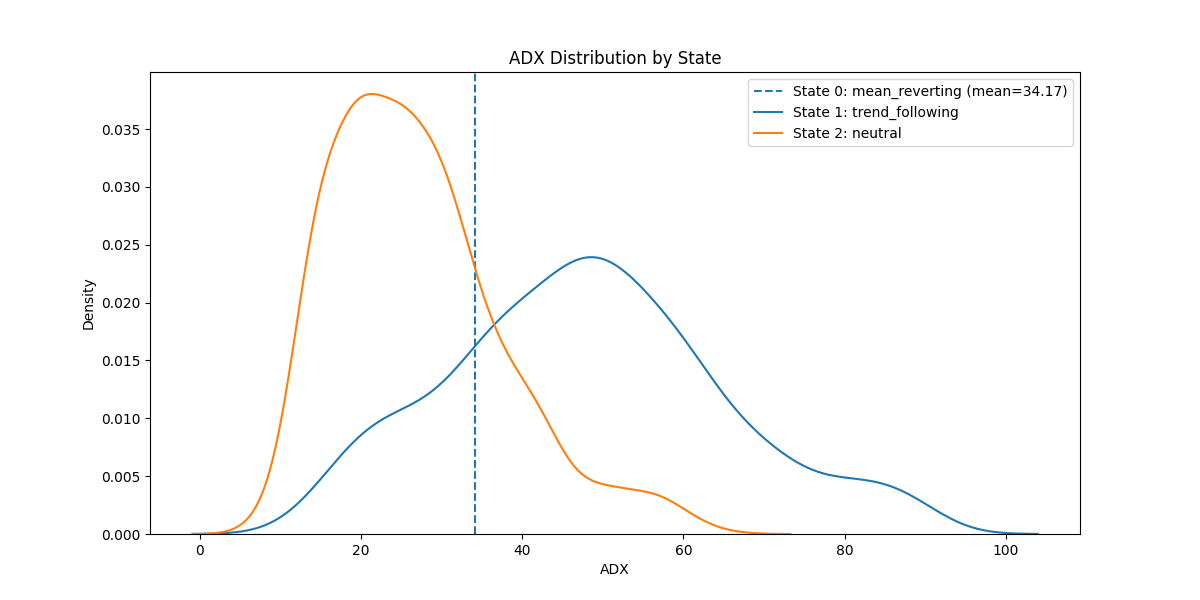 ADX Distribution by State
State 0: mean_reverting (mean=34.17)
State 1: trend_following
State 2: neutral
Density
0.035
0.030
0.025
0.020
0.015
0.010
0.005
0.000
0 20 40 60 80 100
ADX